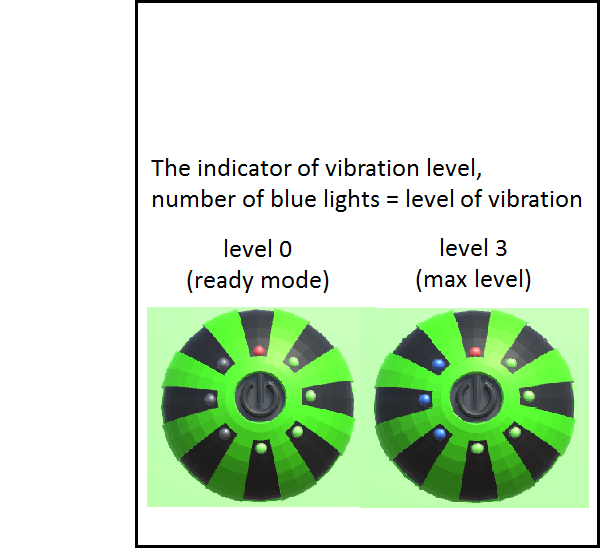 The indicator of vibration level,
number of blue lights = level of vibration
level 0
(ready mode)
level 3
(max level)